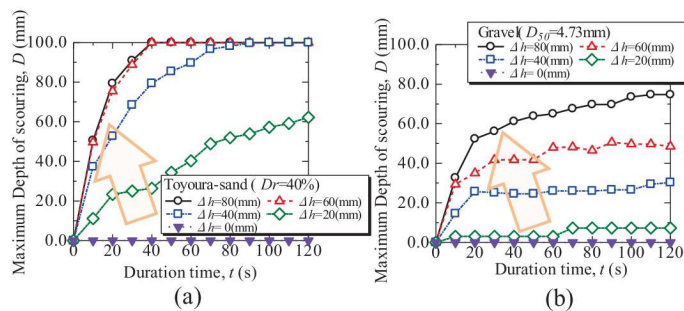 Maximum Depth of scouring, D (mm)
100.0
80.0
60.0
40.0
20.0
0.0
Toyoura-sand ( Dr=40%)
Δh=80(mm) Δh=60(mm)
Δh=40(mm) Δh=20(mm)
Δh= 0(mm)
0 20 40 60 80 100 120
Duration time, t (s)
(a)
Maximum Depth of scouring, D (mm)
100.0
80.0
60.0
40.0
20.0
0.0
Gravel( D50=4.73mm)
Δh=80(mm) Δh=60(mm)
Δh=40(mm) Δh=20(mm)
Δh= 0(mm)
0 20 40 60 80 100 120
Duration time, t (s)
(b)